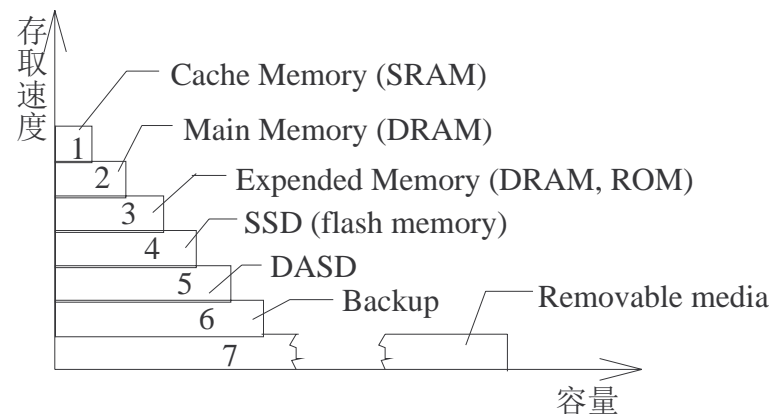 存取速度
Cache Memory (SRAM)
1
Main Memory (DRAM)
2
Expended Memory (DRAM, ROM)
3
SSD (flash memory)
4
DASD
5
Backup
6
Removable media
7
容量